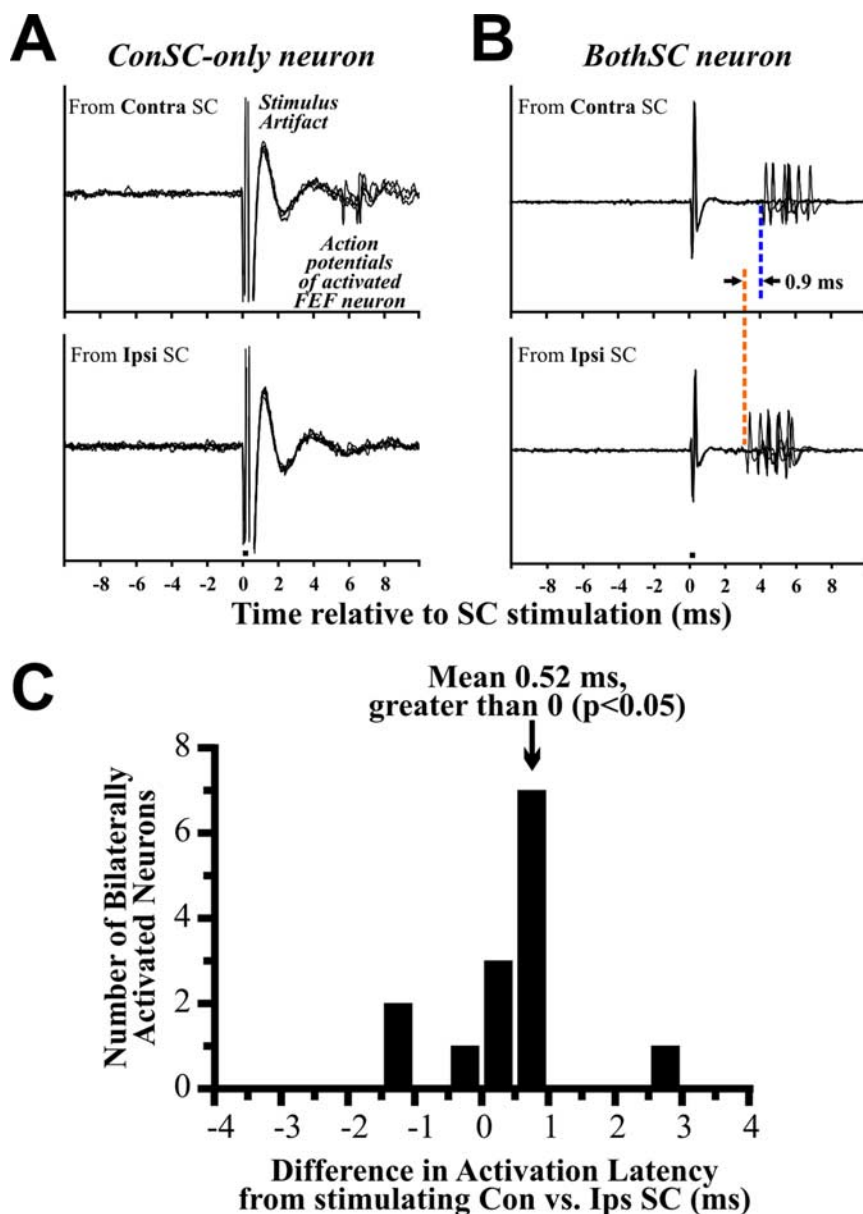 A
ConSC-only neuron
From Contra SC
Stimulus
Artifact
Action
potentials
of activated
FEF neuron
From Ipsi SC
-8 -6 -4 -2 0 2 4 6 8
B
BothSC neuron
From Contra SC
0.9 ms
From Ipsi SC
-8 -6 -4 -2 0 2 4 6 8
Time relative to SC stimulation (ms)
C
Mean 0.52 ms,
greater than 0 (p<0.05)
Number of Bilaterally
Activated Neurons
8
6
4
2
0
-4 -3 -2 -1 0 1 2 3 4
Difference in Activation Latency
from stimulating Con vs. Ips SC (ms)